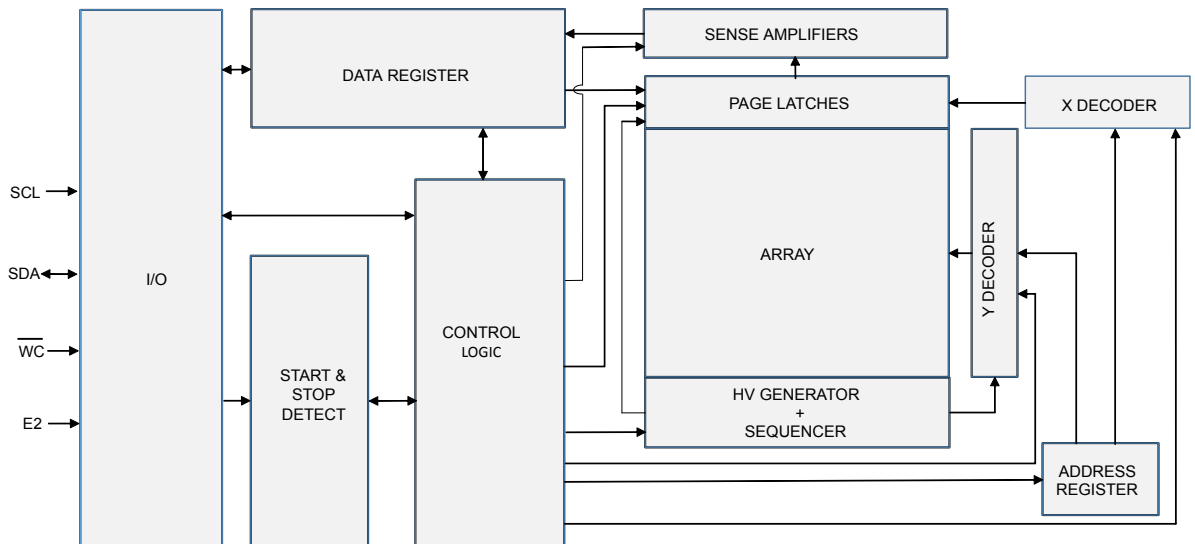 SENSE AMPLIFIERS
DATA REGISTER
PAGE LATCHES
X DECODER
SCL
SDA
I/O
ARRAY
Y DECODER
WC
CONTROL
LOGIC
START &
STOP
DETECT
HV GENERATOR
+
SEQUENCER
E2
ADDRESS
REGISTER